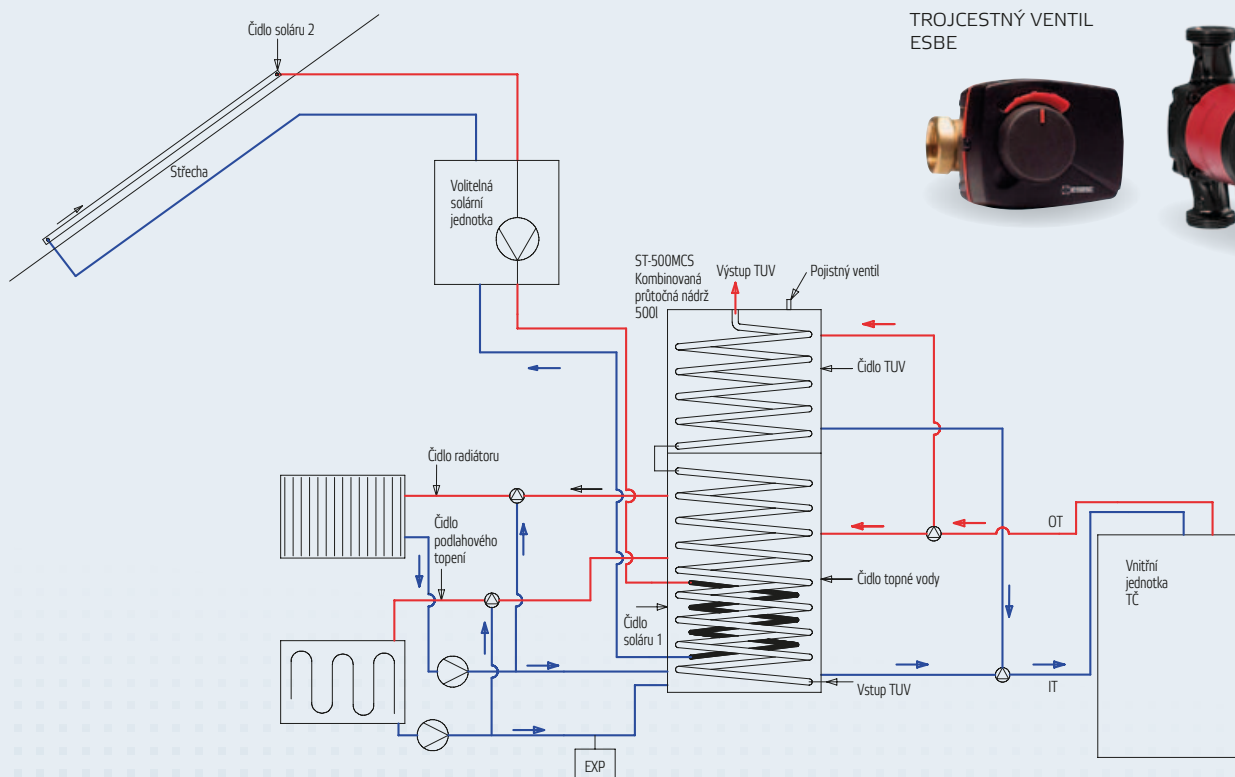 TROJCESTNÝ VENTIL
ESBE
Čidlo soláru 2
Střecha
Volitelná
solární
jednotka
ST-500MCS
Kombinovaná
průtočná nádrž
500l
Výstup TUV
Pojistný ventil
Čidlo TUV
Čidlo radiátoru
Čidlo
podlahového
topení
OT
Čidlo topné vody
Vnitřní
jednotka
TČ
Čidlo
soláru 1
Vstup TUV
IT
EXP